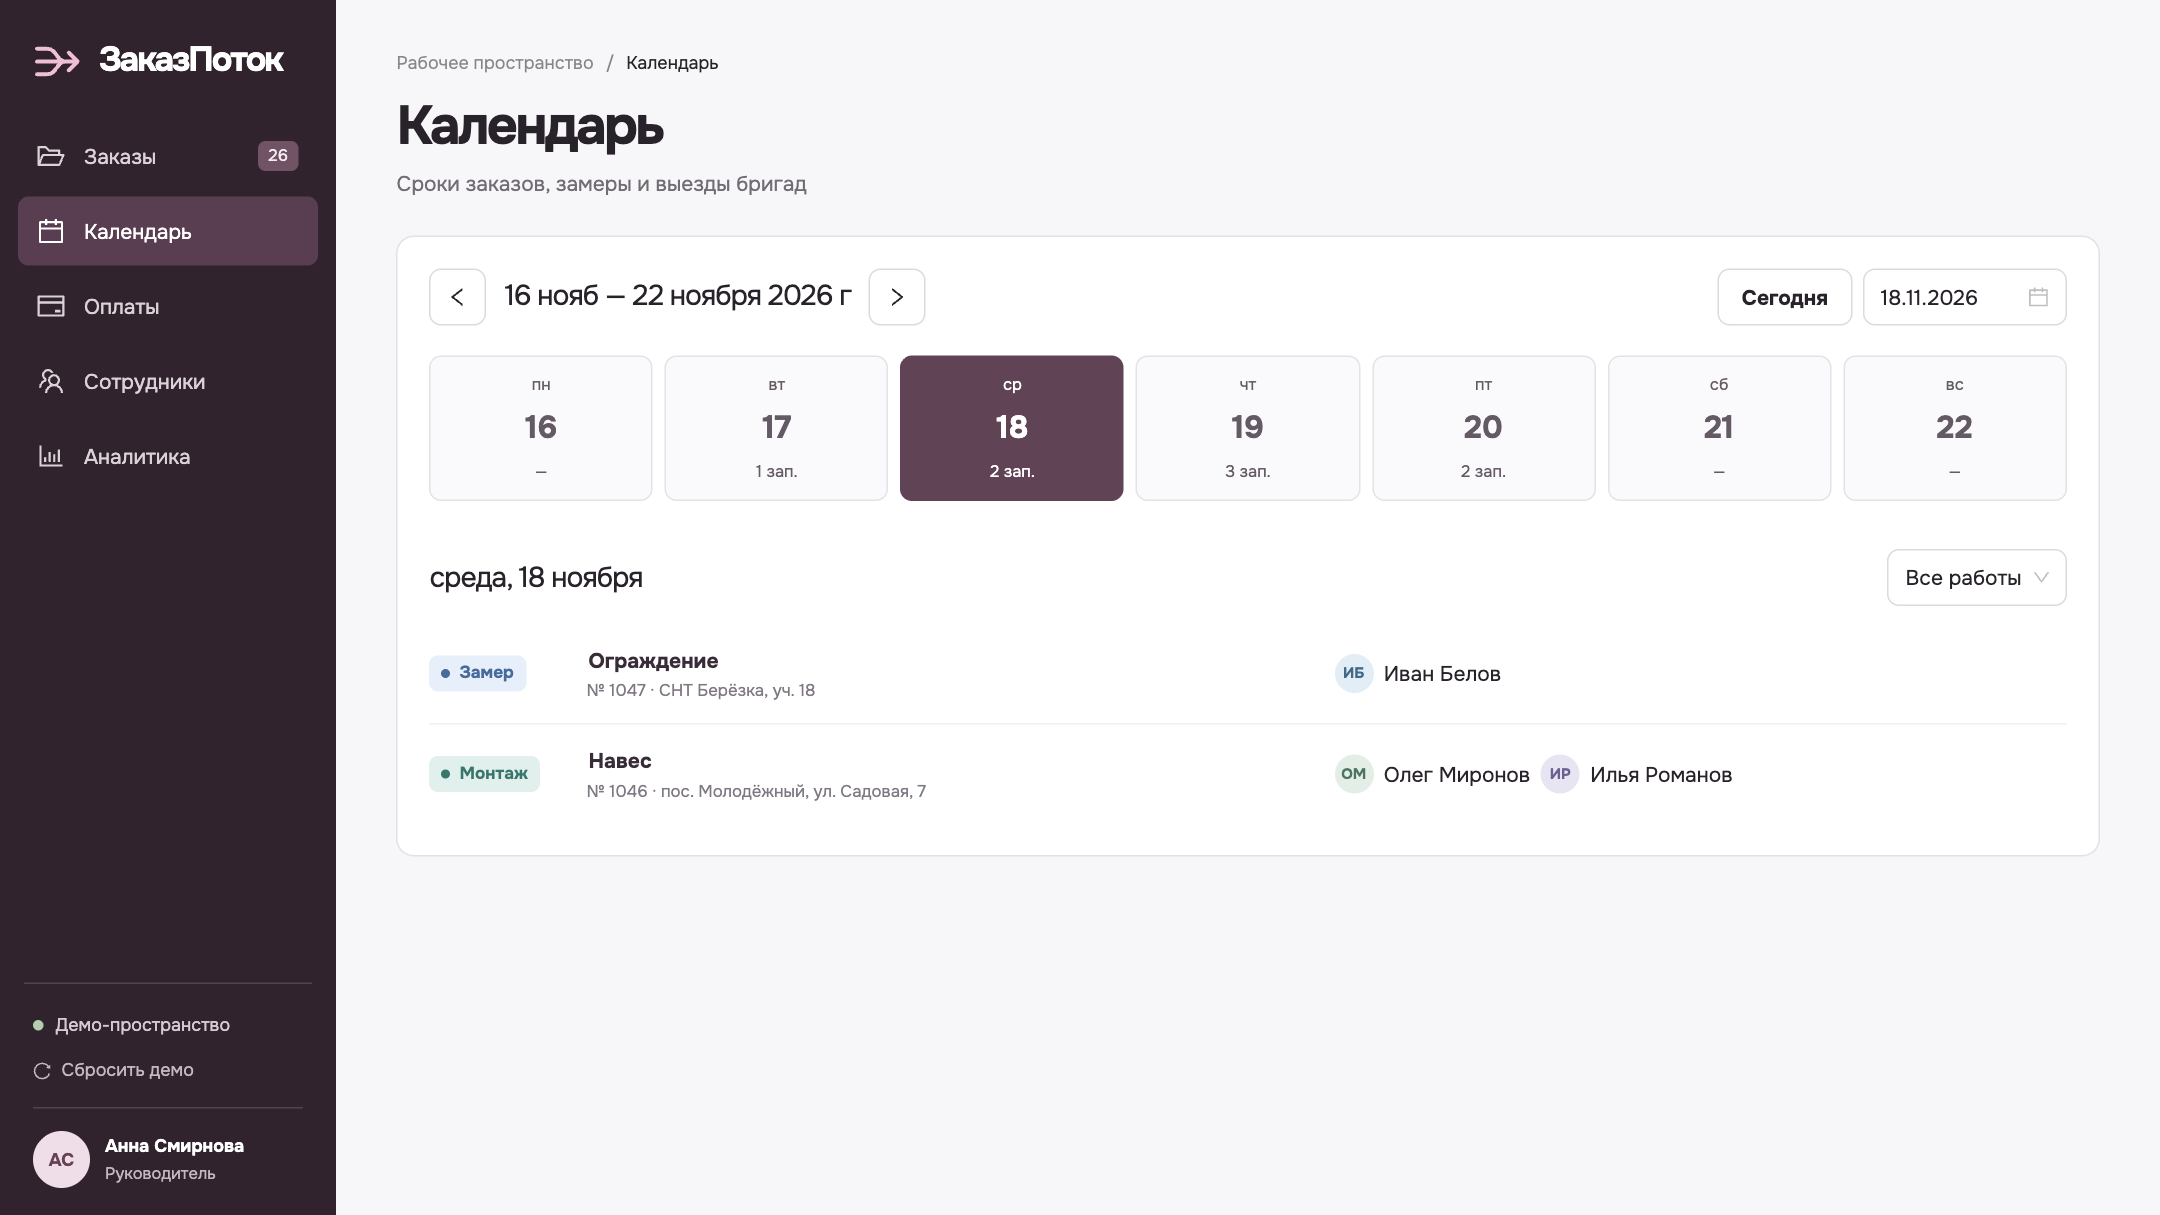 ЗаказПоток
Заказы 26
Календарь
Оплаты
Сотрудники
Аналитика
Демо-пространство
Сбросить демо
АС
Анна Смирнова
Руководитель
Рабочее пространство / Календарь
Календарь
Сроки заказов, замеры и выезды бригад
16 нояб — 22 ноября 2026 г
Сегодня
18.11.2026
пн
16
—
вт
17
1 зап.
ср
18
2 зап.
чт
19
3 зап.
пт
20
2 зап.
сб
21
—
вс
22
—
среда, 18 ноября
Все работы
Замер
Ограждение
№ 1047 · СНТ Берёзка, уч. 18
ИБ Иван Белов
Монтаж
Навес
№ 1046 · пос. Молодёжный, ул. Садовая, 7
ОМ Олег Миронов ИР Илья Романов